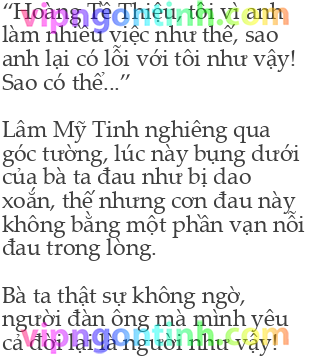 “Hoàng Tề Thiệu, tôi vì anh
làm nhiều việc như thế, sao
anh lại có lỗi với tôi như vậy!
Sao có thể...”
Lâm Mỹ Tinh nghiêng qua
góc tường, lúc này bụng dưới
của bà ta đau như bị dao
xoắn, thế nhưng cơn đau này
không bằng một phần vạn nỗi
đau trong lòng.
Bà ta thật sự không ngờ,
người đàn ông mà mình yêu
cả đời lại là người như vậy!
vipngontinh.com
vipngontinh.com
vipngontinh.com